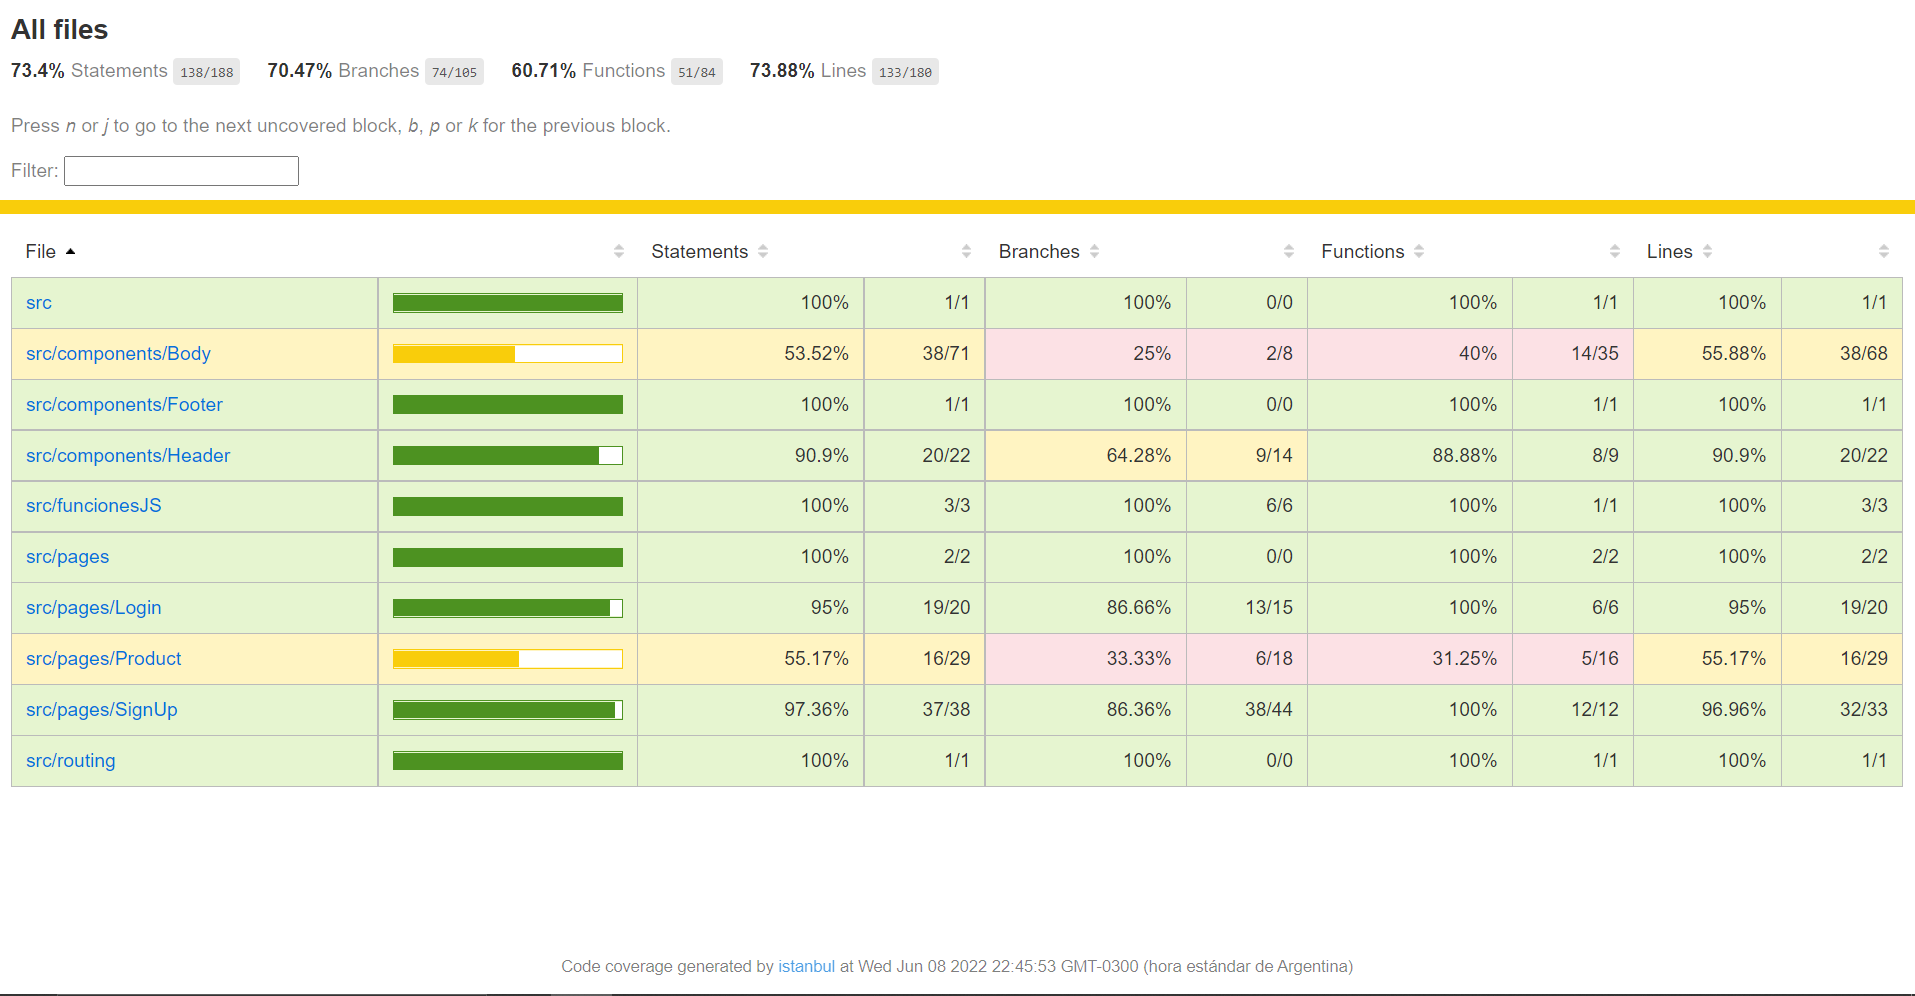 All files
73.4% Statements 138/188 70.47% Branches 74/105 60.71% Functions 51/84 73.88% Lines 133/180
Press n or j to go to the next uncovered block, b, p or k for the previous block.
Filter:
File Statements Branches Functions Lines
src 100% 1/1 100% 0/0 100% 1/1 100% 1/1
src/components/Body 53.52% 38/71 25% 2/8 40% 14/35 55.88% 38/68
src/components/Footer 100% 1/1 100% 0/0 100% 1/1 100% 1/1
src/components/Header 90.9% 20/22 64.28% 9/14 88.88% 8/9 90.9% 20/22
src/funcionesJS 100% 3/3 100% 6/6 100% 1/1 100% 3/3
src/pages 100% 2/2 100% 0/0 100% 2/2 100% 2/2
src/pages/Login 95% 19/20 86.66% 13/15 100% 6/6 95% 19/20
src/pages/Product 55.17% 16/29 33.33% 6/18 31.25% 5/16 55.17% 16/29
src/pages/SignUp 97.36% 37/38 86.36% 38/44 100% 12/12 96.96% 32/33
src/routing 100% 1/1 100% 0/0 100% 1/1 100% 1/1
Code coverage generated by istanbul at Wed Jun 08 2022 22:45:53 GMT-0300 (hora estándar de Argentina)